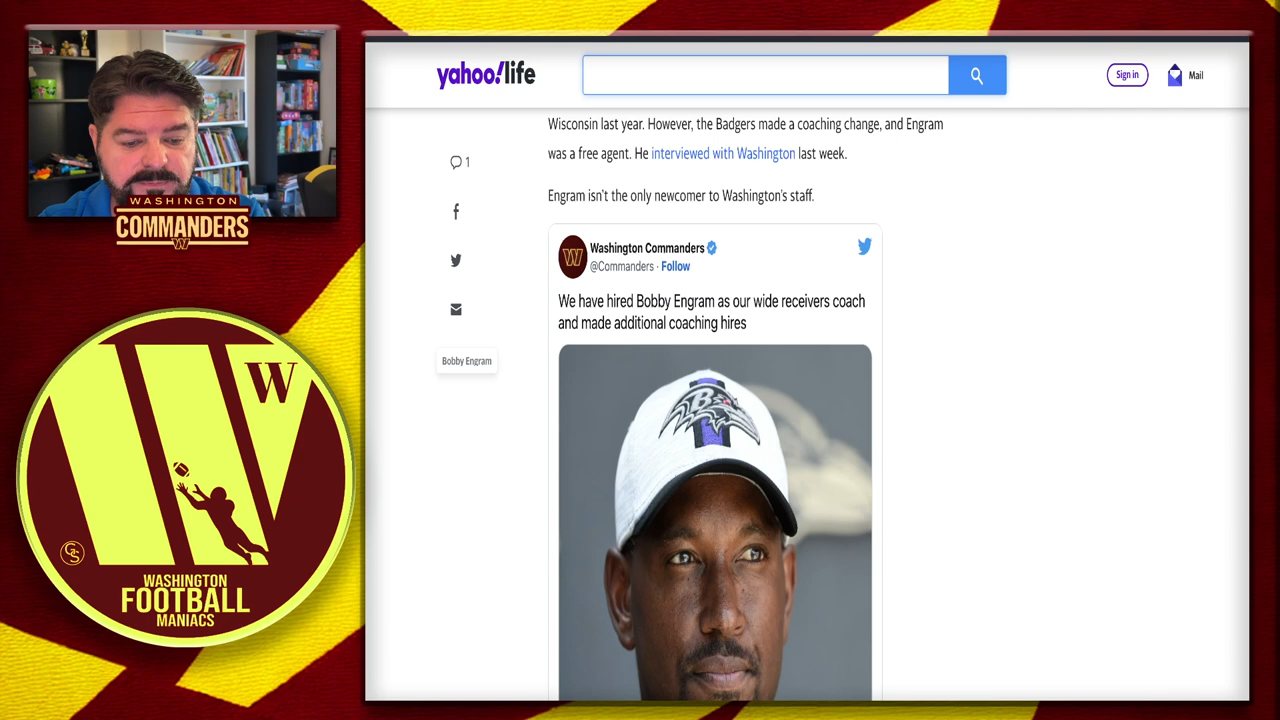 WASHINGTON
COMMANDERS
W
W
WASHINGTON
FOOTBALL
MANIACS
yahoo!life
Sign in
Mail
Wisconsin last year. However, the Badgers made a coaching change, and Engram
was a free agent. He interviewed with Washington last week.
1
Engram isn't the only newcomer to Washington's staff.
Washington Commanders
@Commanders · Follow
We have hired Bobby Engram as our wide receivers coach
and made additional coaching hires
Bobby Engram
B